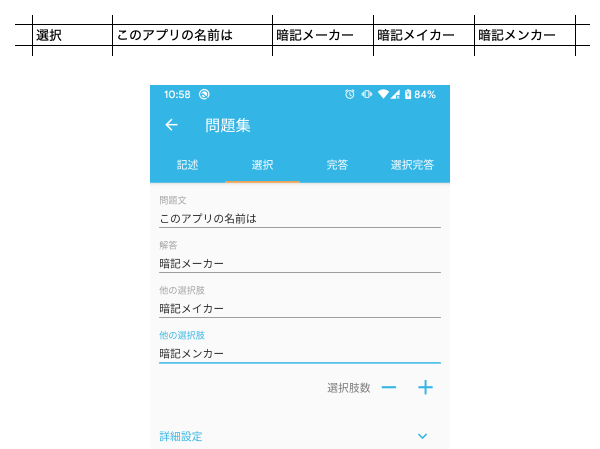 選択 このアプリの名前は 暗記メーカー 暗記メイカー 暗記メンカー
10:58 84%
問題集
記述 選択 完答 選択完答
問題文
このアプリの名前は
解答
暗記メーカー
他の選択肢
暗記メイカー
他の選択肢
暗記メンカー
選択肢数
詳細設定